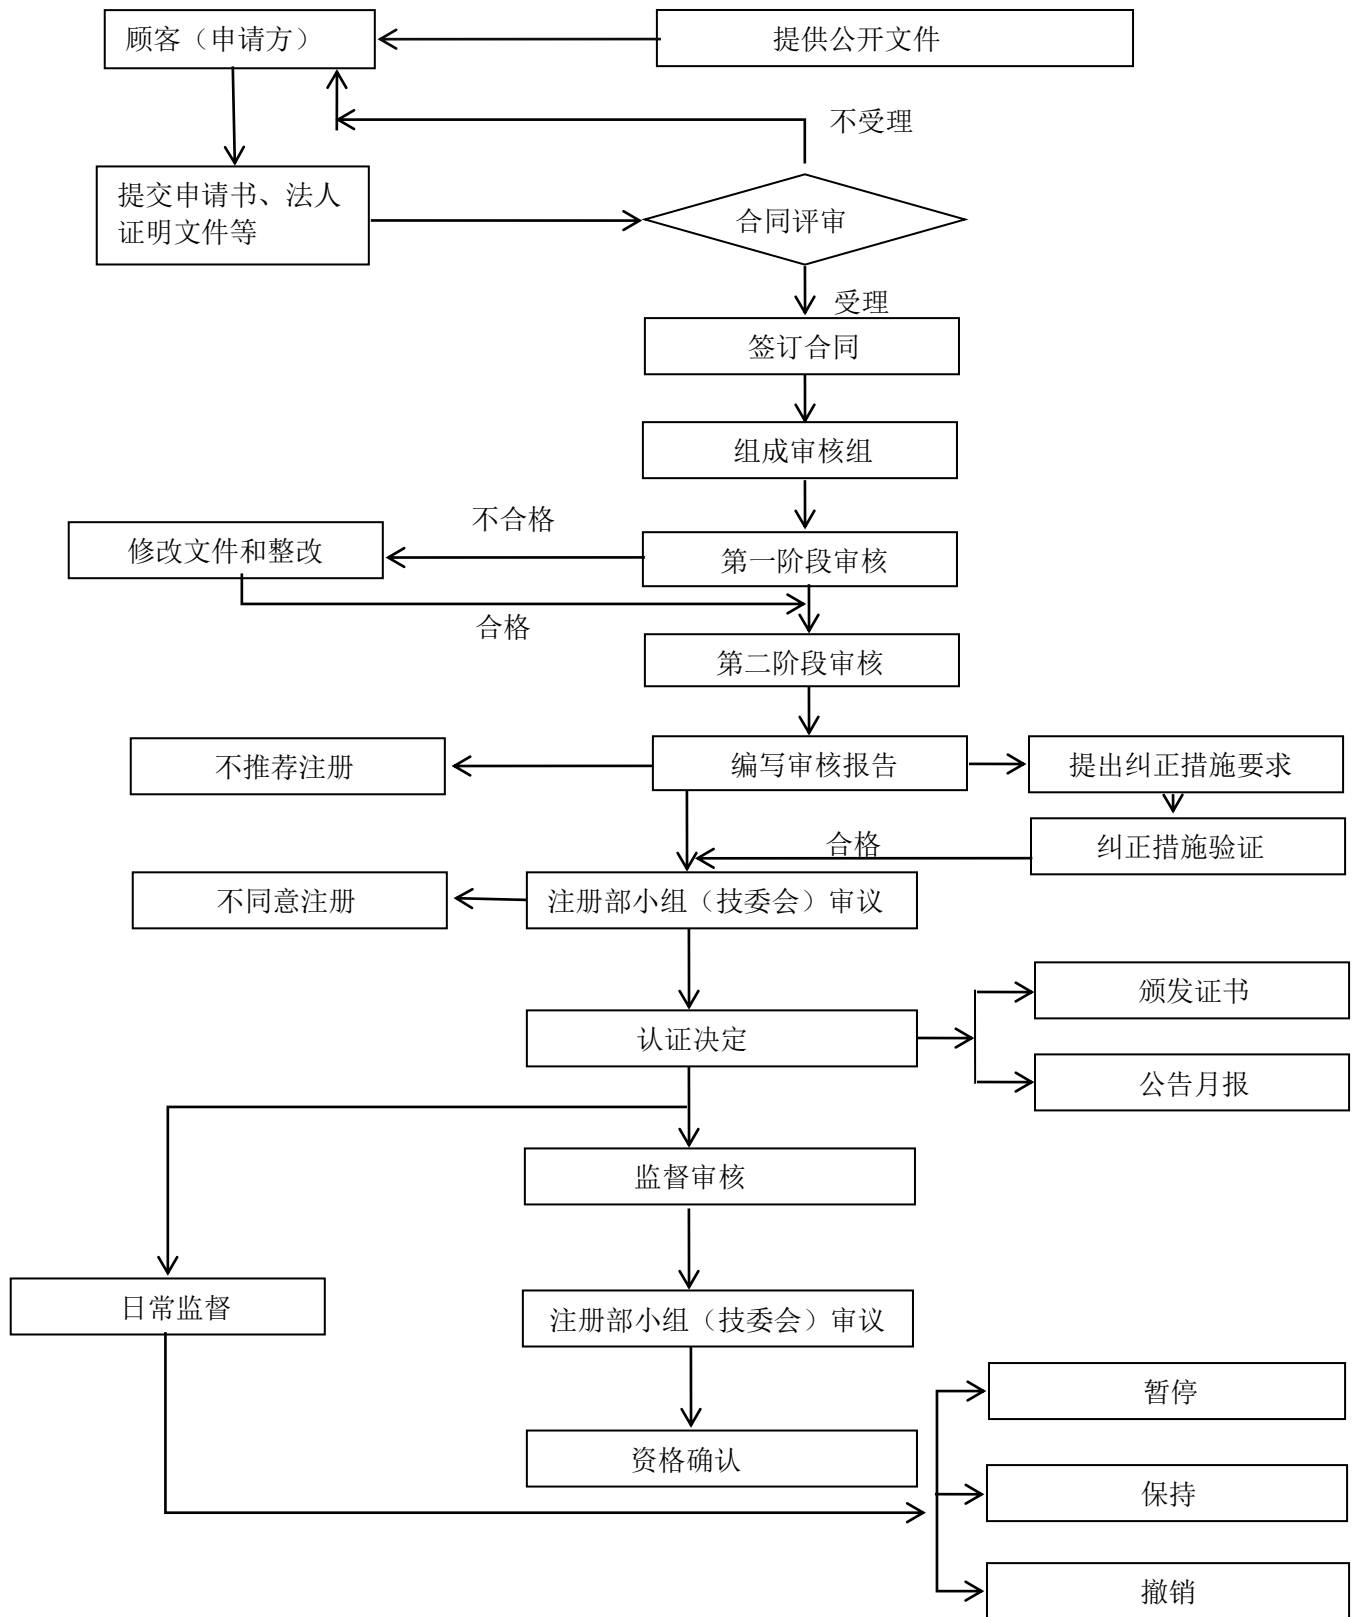 顾客（申请方）
提供公开文件
不受理
提交申请书、法人
证明文件等
合同评审
受理
签订合同
组成审核组
不合格
修改文件和整改
第一阶段审核
合格
第二阶段审核
不推荐注册
编写审核报告
提出纠正措施要求
合格
纠正措施验证
不同意注册
注册部小组（技委会）审议
颁发证书
认证决定
公告月报
监督审核
日常监督
注册部小组（技委会）审议
暂停
资格确认
保持
撤销